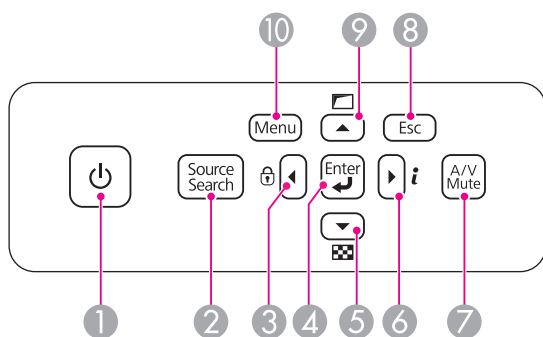 10 9 8
Menu Esc
Source
Search
Enter
i
A/V
Mute
1 2 3 4 5 6 7